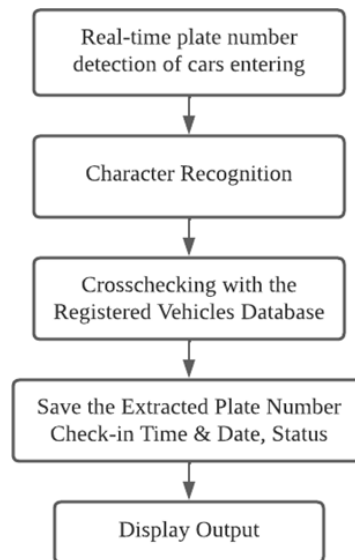 Real-time plate number
detection of cars entering
Character Recognition
Crosschecking with the
Registered Vehicles Database
Save the Extracted Plate Number
Check-in Time & Date, Status
Display Output